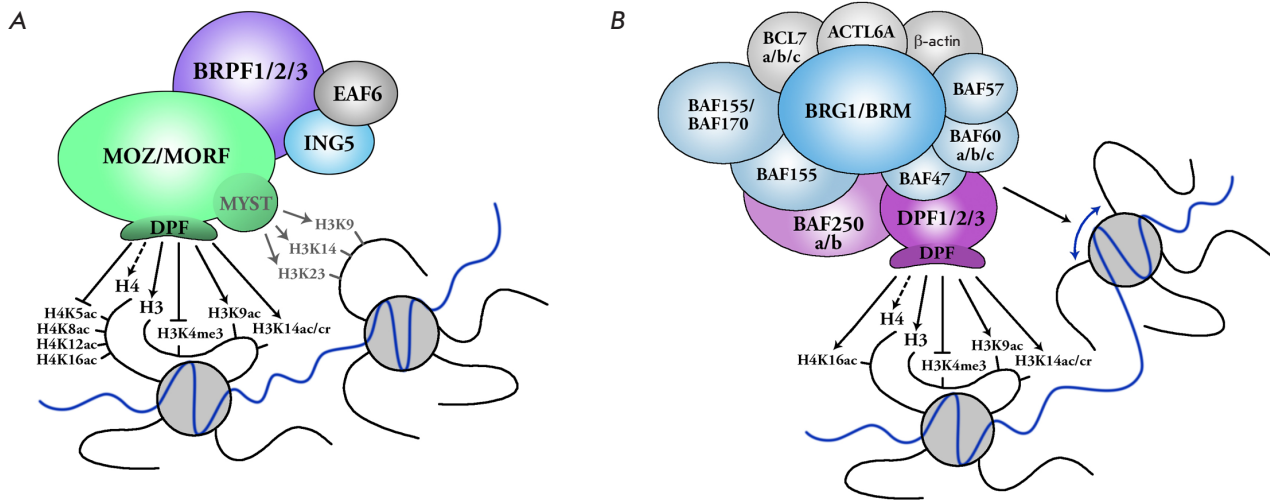 A
BRPF1/2/3
EAF6
ING5
MOZ/MORF
MYST
DPF
H3K9
H3K14
H3K23
H4
H3
H4K5ac
H4K8ac
H4K12ac
H4K16ac
H3K4me3
H3K9ac
H3K14ac/cr
B
BCL7
a/b/c
ACTL6A
β-actin
BAF155/
BAF170
BRG1/BRM
BAF57
BAF60
a/b/c
BAF155
BAF47
BAF250
a/b
DPF1/2/3
DPF
H4
H3
H4K16ac
H3K4me3
H3K9ac
H3K14ac/cr